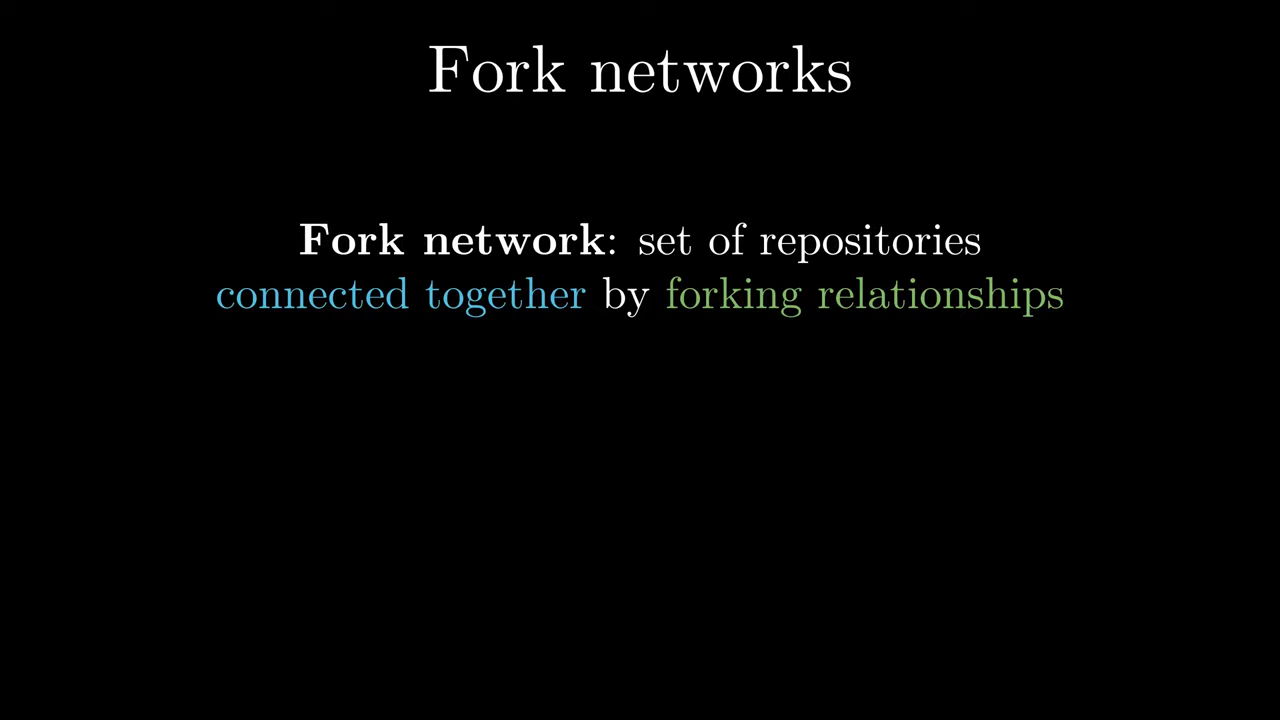 Fork networks
Fork network: set of repositories
connected together by forking relationships